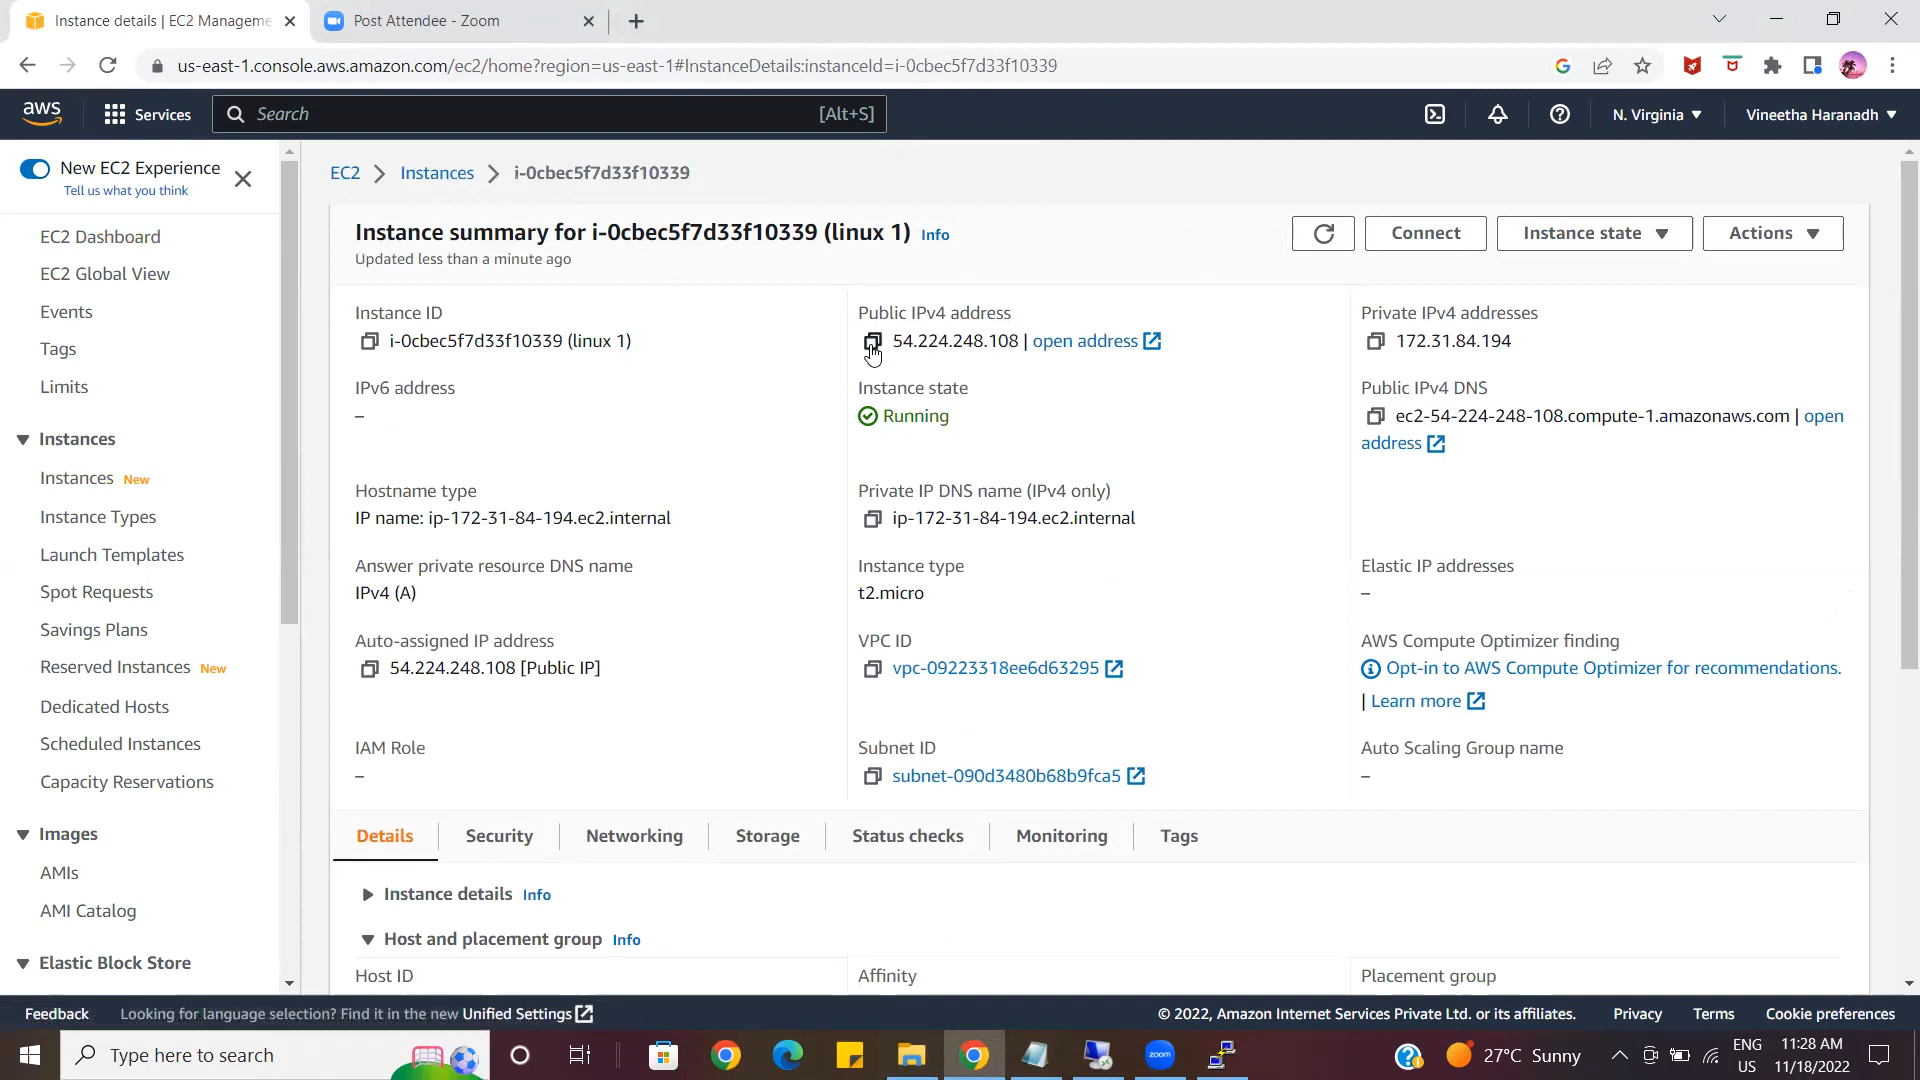 Instance details | EC2 Manageme
Post Attendee - Zoom
us-east-1.console.aws.amazon.com/ec2/home?region=us-east-1#InstanceDetails:instanceId=i-0cbec5f7d33f10339
aws
Services
Search
[Alt+S]
N. Virginia
Vineetha Haranadh
New EC2 Experience
Tell us what you think
EC2 Dashboard
EC2 Global View
Events
Tags
Limits
Instances
Instances New
Instance Types
Launch Templates
Spot Requests
Savings Plans
Reserved Instances New
Dedicated Hosts
Scheduled Instances
Capacity Reservations
Images
AMIs
AMI Catalog
Elastic Block Store
EC2 > Instances > i-0cbec5f7d33f10339
Instance summary for i-0cbec5f7d33f10339 (linux 1) Info
Updated less than a minute ago
Connect
Instance state
Actions
Instance ID
i-0cbec5f7d33f10339 (linux 1)
Public IPv4 address
54.224.248.108 | open address
Private IPv4 addresses
172.31.84.194
IPv6 address
–
Instance state
Running
Public IPv4 DNS
ec2-54-224-248-108.compute-1.amazonaws.com | open
address
Hostname type
IP name: ip-172-31-84-194.ec2.internal
Private IP DNS name (IPv4 only)
ip-172-31-84-194.ec2.internal
Answer private resource DNS name
IPv4 (A)
Instance type
t2.micro
Elastic IP addresses
–
Auto-assigned IP address
54.224.248.108 [Public IP]
VPC ID
vpc-09223318ee6d63295
AWS Compute Optimizer finding
Opt-in to AWS Compute Optimizer for recommendations.
| Learn more
IAM Role
–
Subnet ID
subnet-090d3480b68b9fca5
Auto Scaling Group name
–
Details
Security
Networking
Storage
Status checks
Monitoring
Tags
Instance details Info
Host and placement group Info
Host ID
Affinity
Placement group
Feedback
Looking for language selection? Find it in the new Unified Settings
© 2022, Amazon Internet Services Private Ltd. or its affiliates.
Privacy
Terms
Cookie preferences
Type here to search
zoom
27°C Sunny
ENG
US
11:28 AM
11/18/2022